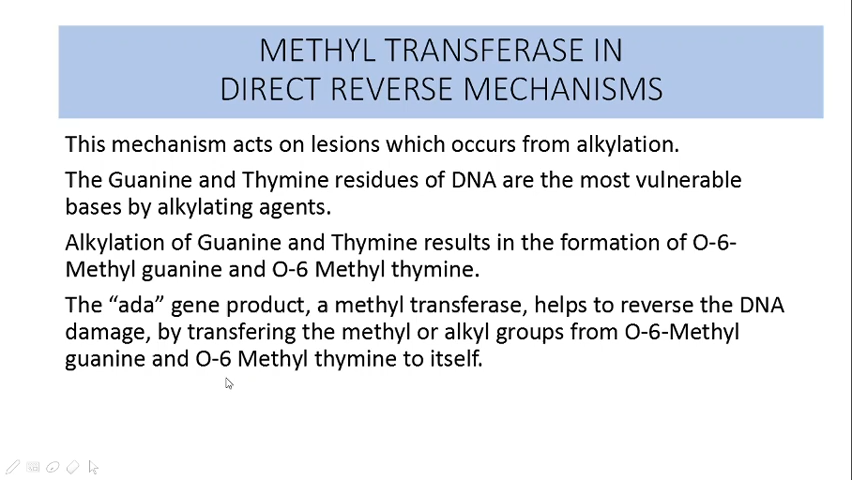 METHYL TRANSFERASE IN
DIRECT REVERSE MECHANISMS
This mechanism acts on lesions which occurs from alkylation.
The Guanine and Thymine residues of DNA are the most vulnerable
bases by alkylating agents.
Alkylation of Guanine and Thymine results in the formation of O-6-
Methyl guanine and O-6 Methyl thymine.
The “ada” gene product, a methyl transferase, helps to reverse the DNA
damage, by transfering the methyl or alkyl groups from O-6-Methyl
guanine and O-6 Methyl thymine to itself.